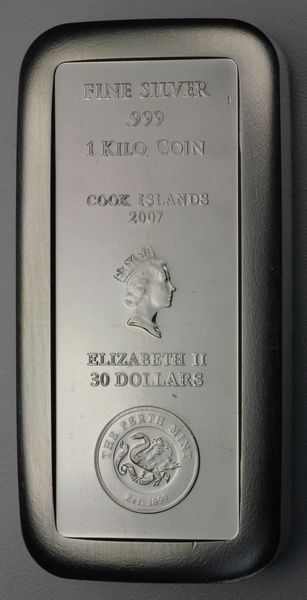 FINE SILVER
.999
1 KILO COIN
COOK ISLANDS
2007
ELIZABETH II
30 DOLLARS
THE PERTH MINT
Est. 1899